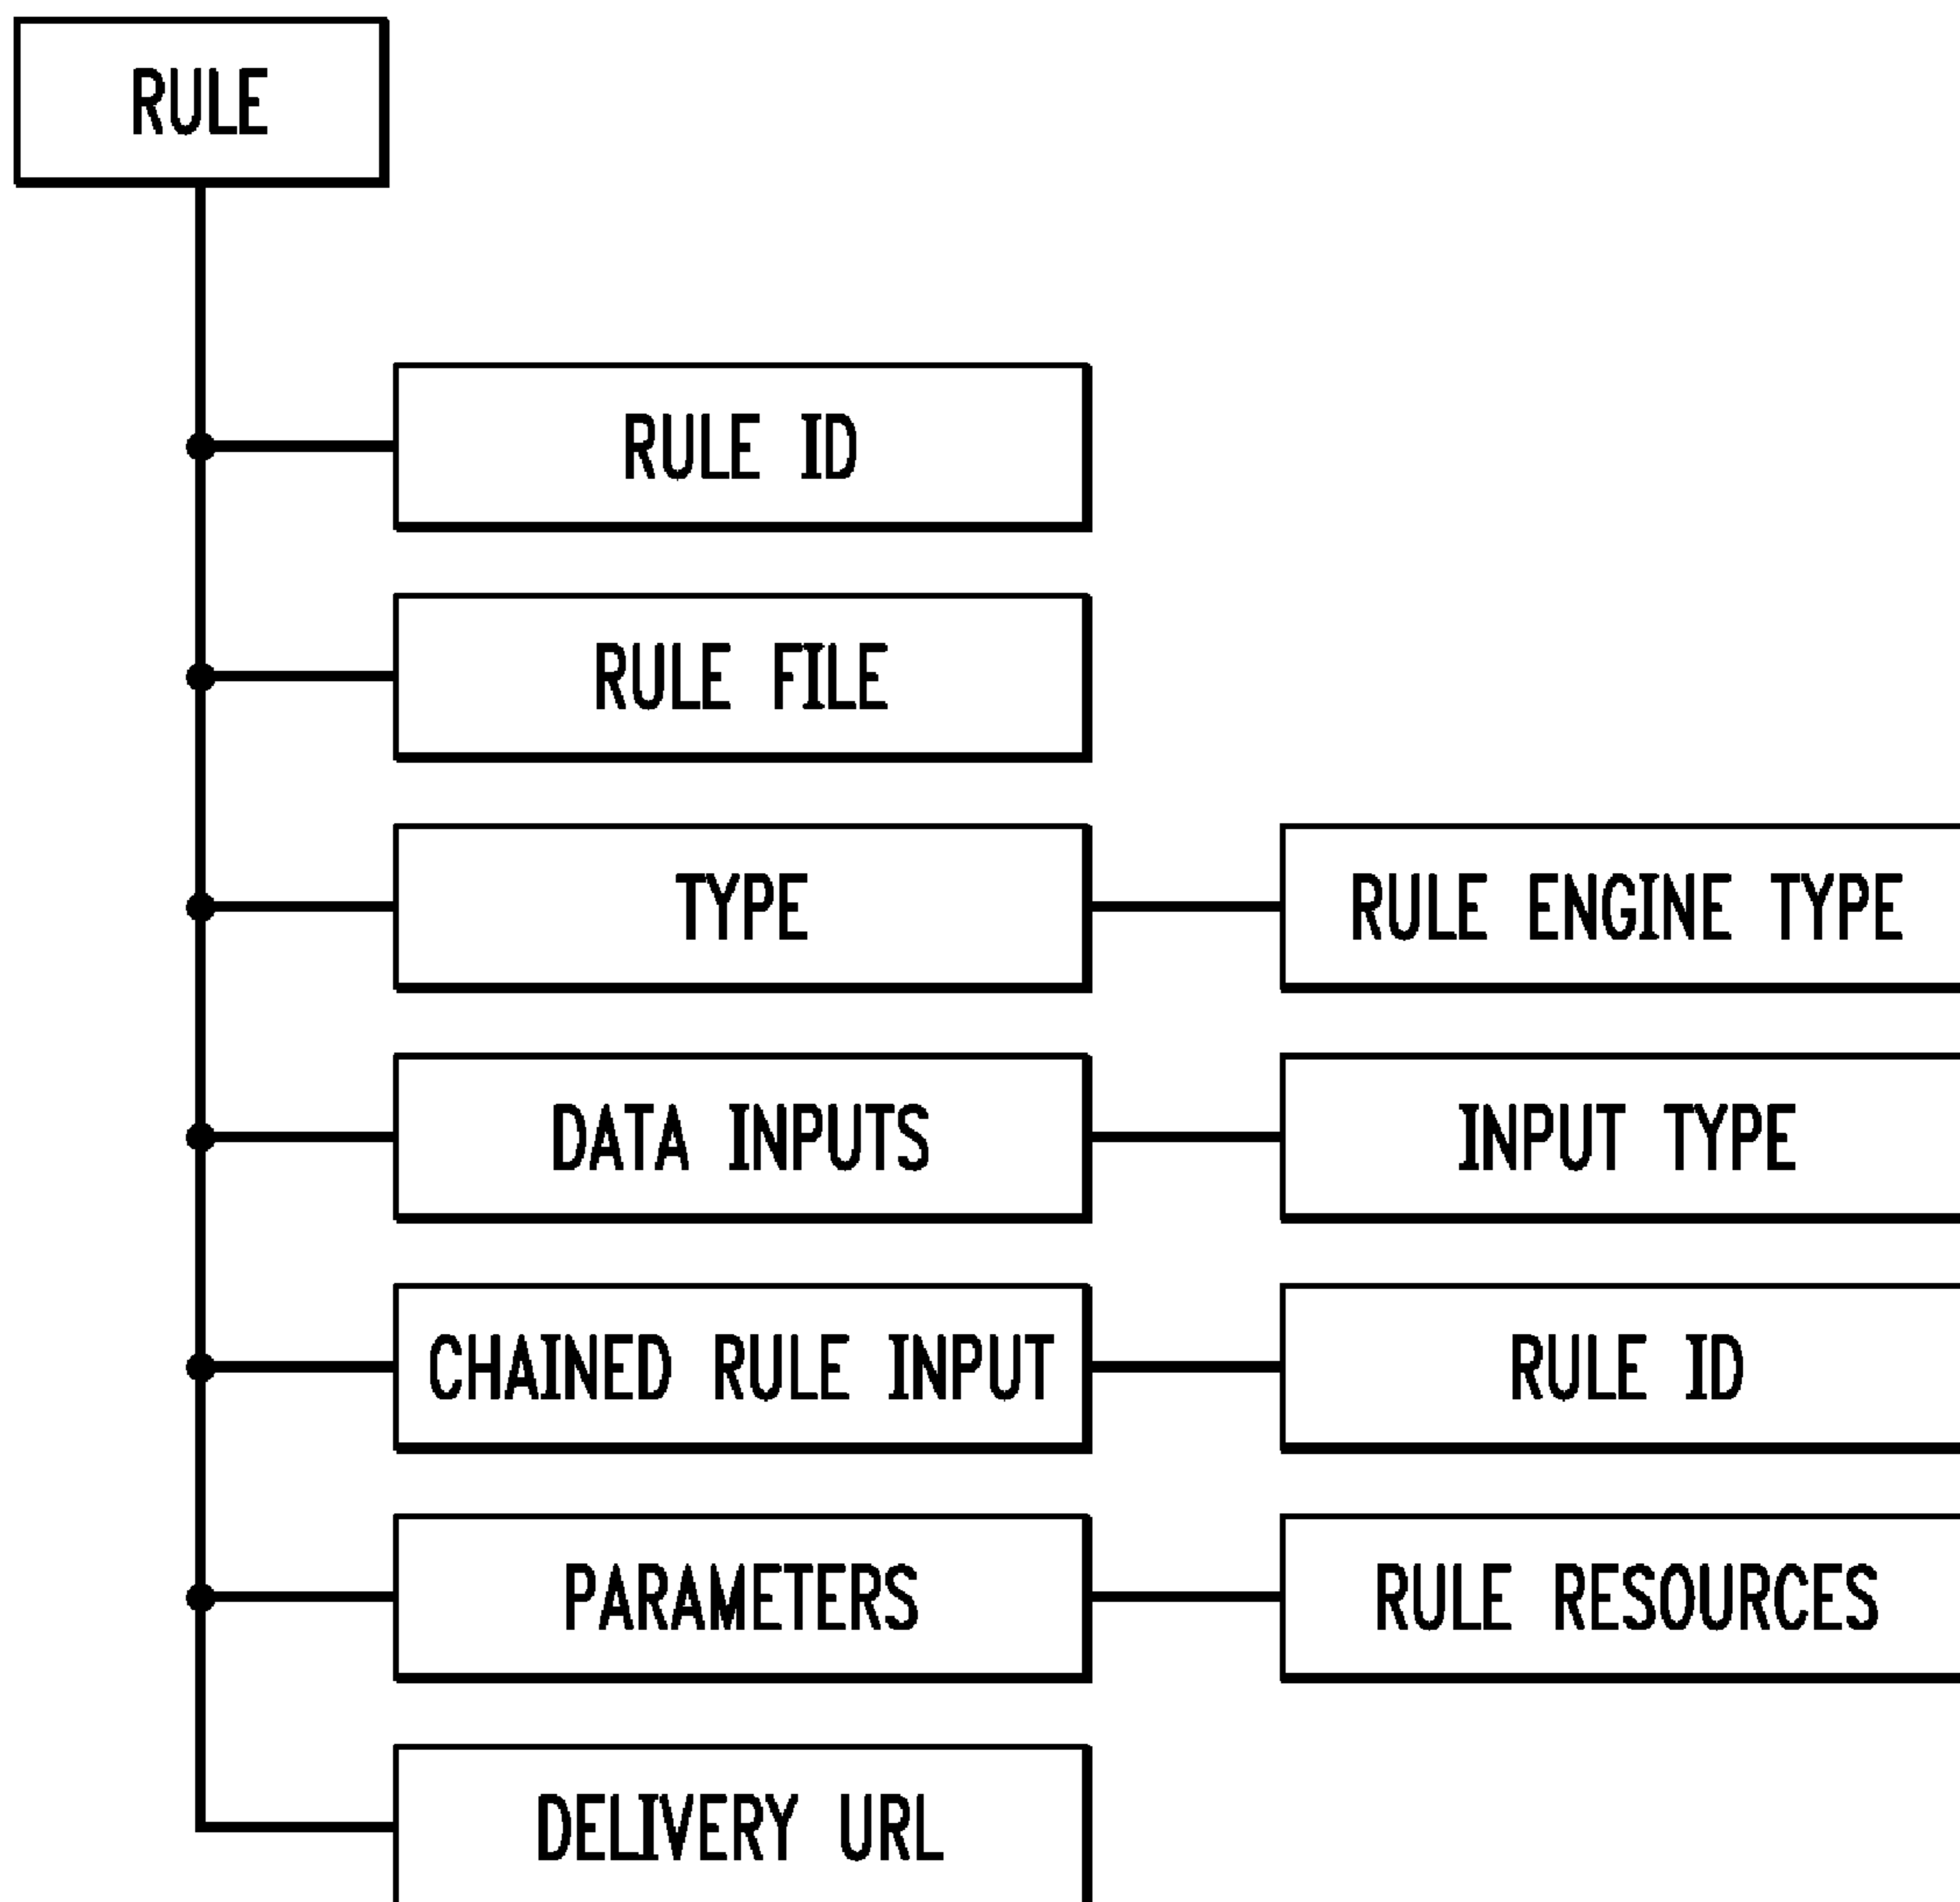 RULE
RULE ID
RULE FILE
TYPE
RULE ENGINE TYPE
DATA INPUTS
INPUT TYPE
CHAINED RULE INPUT
RULE ID
PARAMETERS
RULE RESOURCES
DELIVERY URL